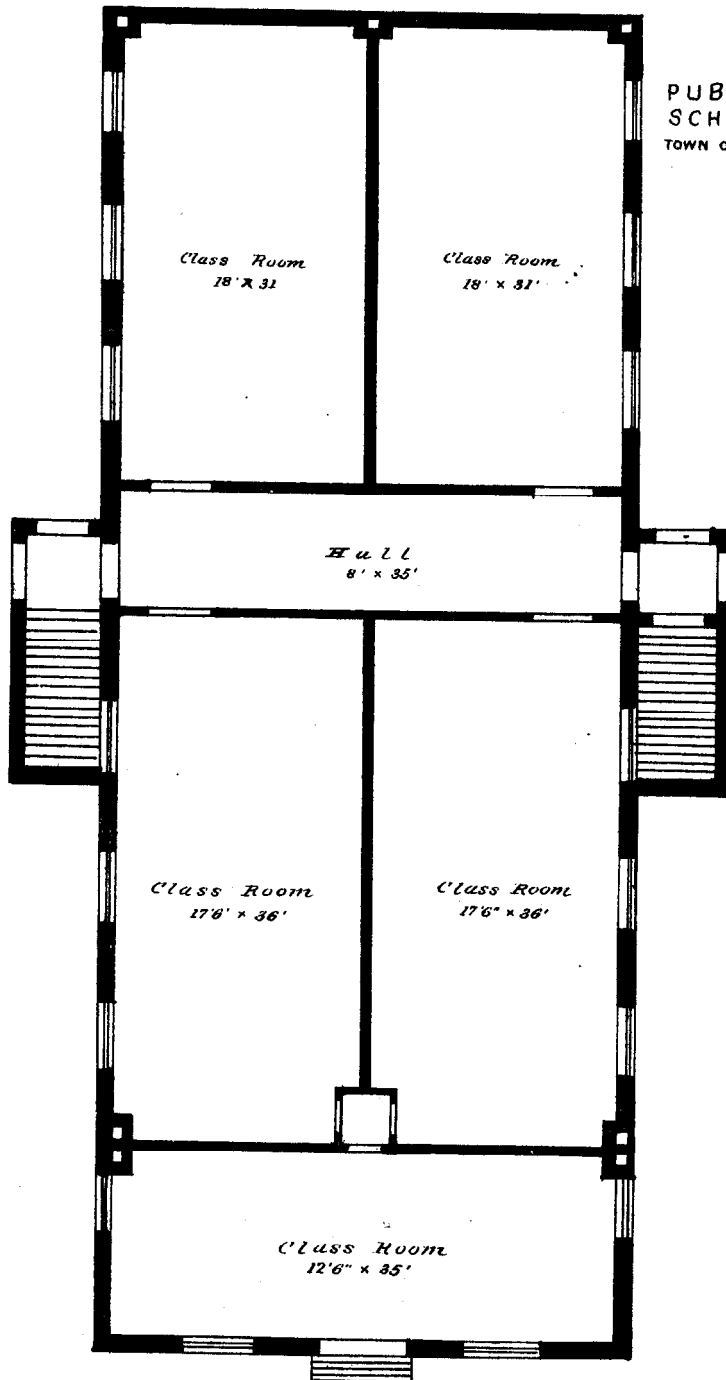 PUB
SCH
TOWN O
Class Room
18' x 31
Class Room
18' x 31'
Hall
8' x 35'
Class Room
17'6' x 36'
Class Room
17'6" x 36'
Class Room
12'6" x 35'